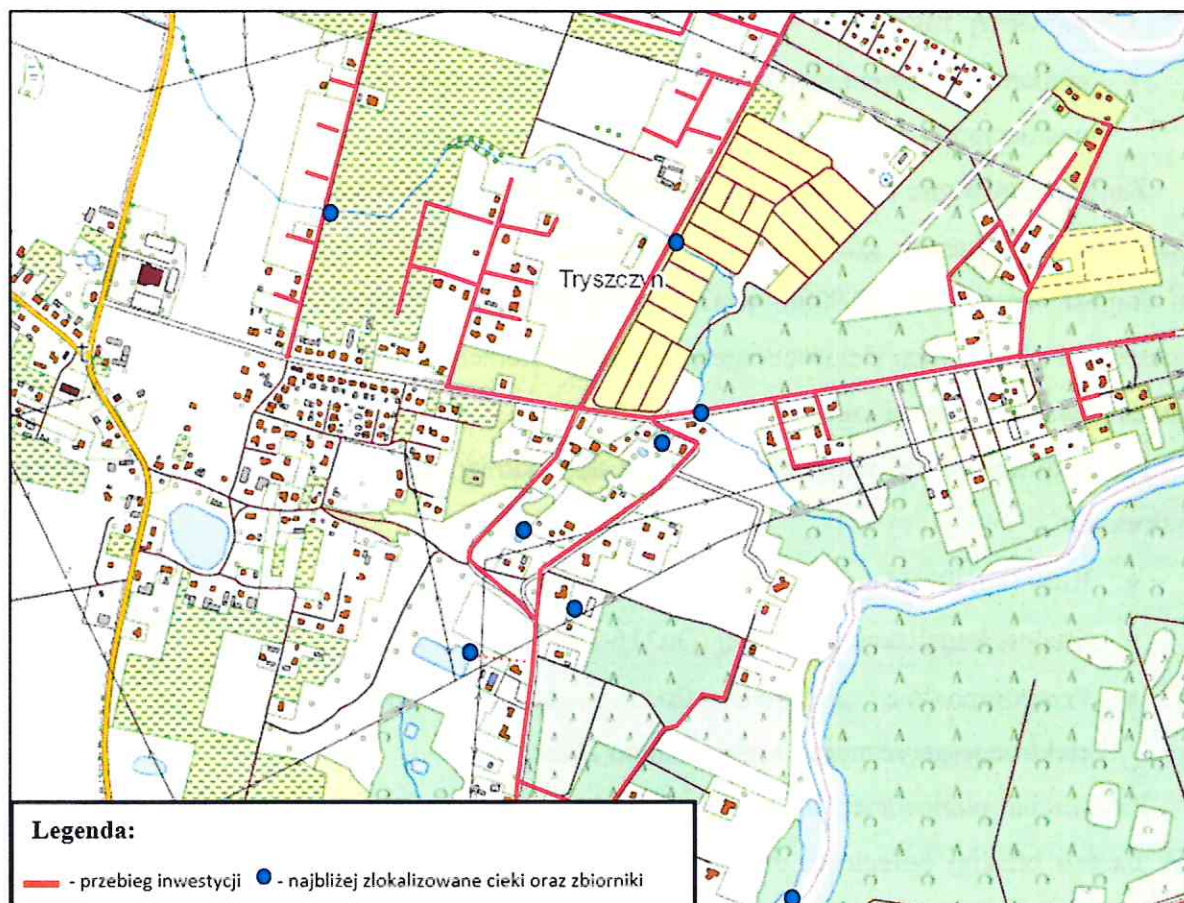 Tryszczyn
Legenda:
- przebieg inwestycji - najbliżej zlokalizowane cieki oraz zbiorniki